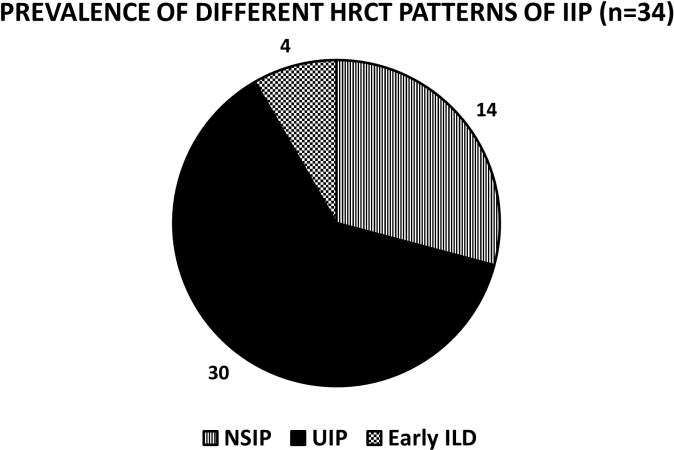 PREVALENCE OF DIFFERENT HRCT PATTERNS OF IIP (n=34)
4
14
30
NSIP UIP Early ILD